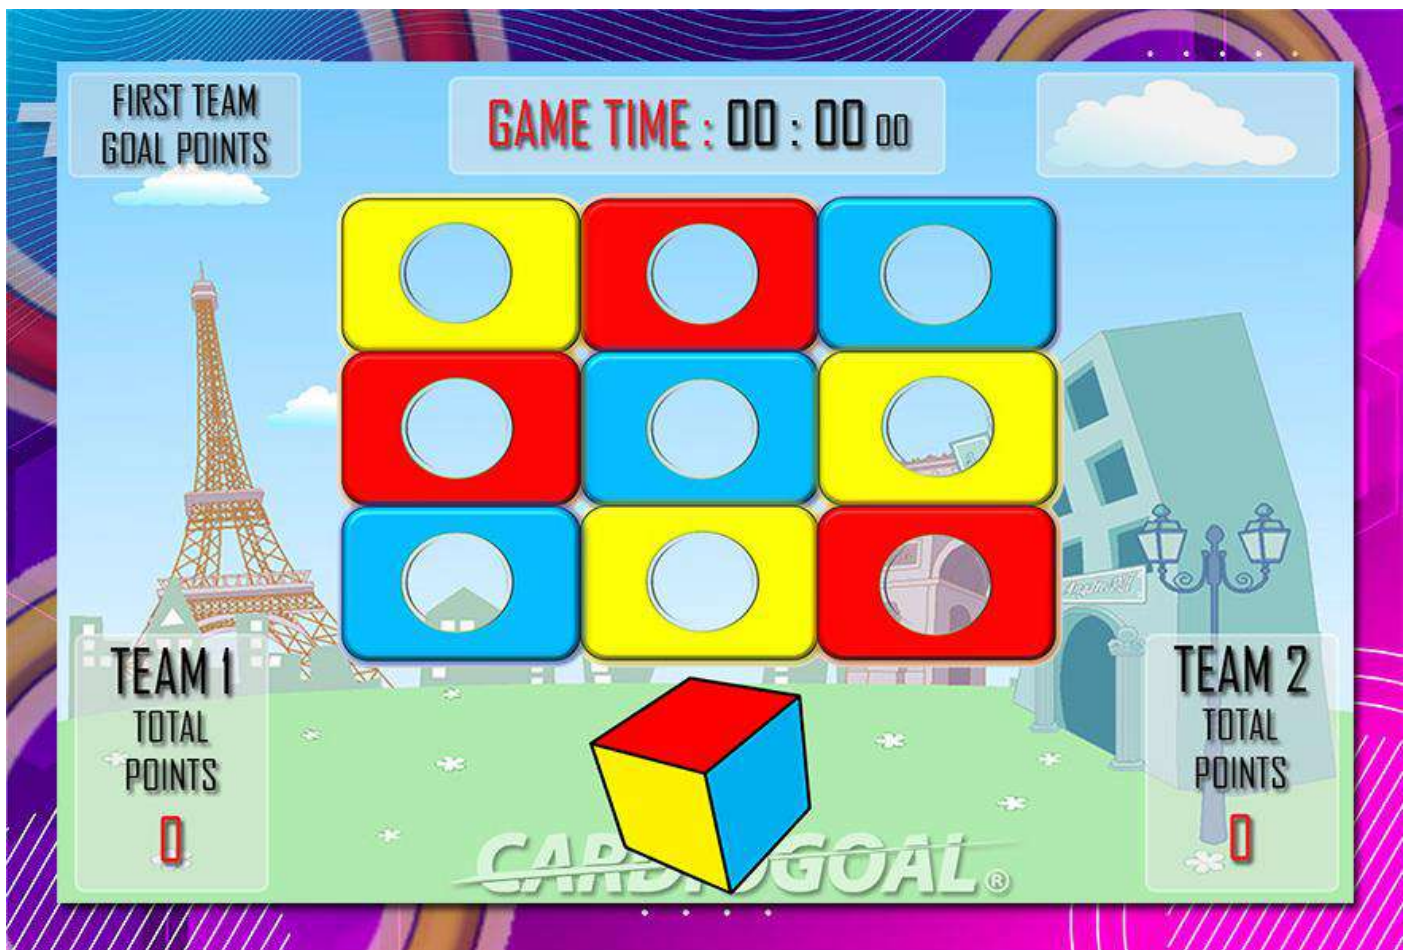 FIRST TEAM
GOAL POINTS
GAME TIME : 00 : 00 00
TEAM 1
TOTAL
POINTS
0
TEAM 2
TOTAL
POINTS
0
CARDIOGOAL®